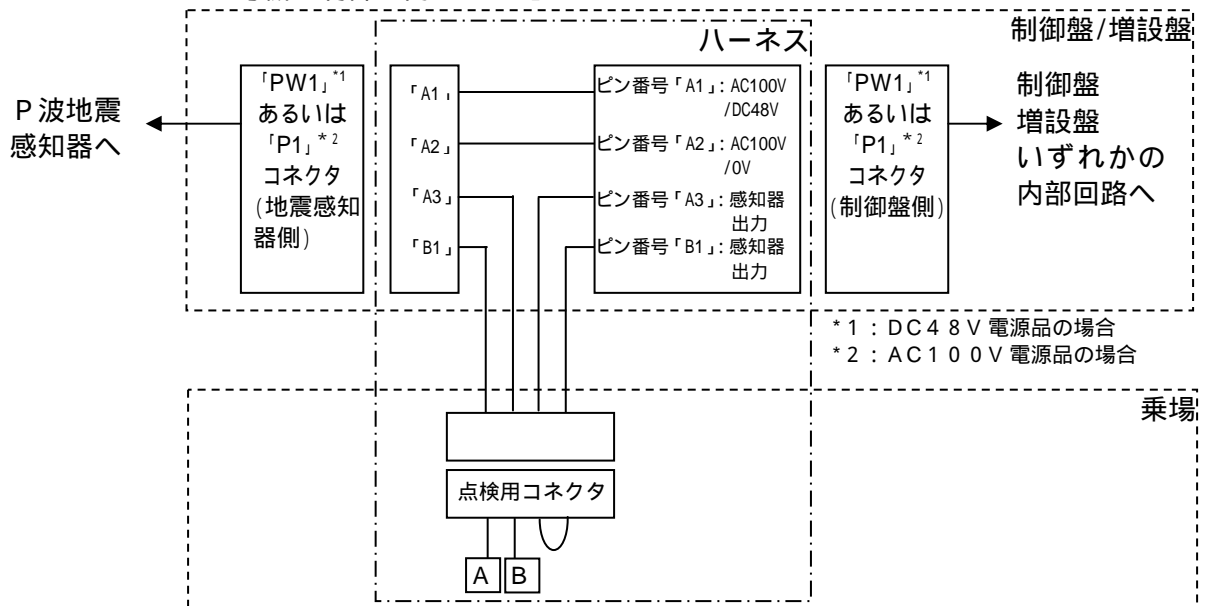 制御盤/増設盤
ハーネス
P波地震
感知器へ
「PW1」*1
あるいは
「P1」*2
コネクタ
(地震感知
器側)
「A1」
「A2」
「A3」
「B1」
ピン番号「A1」:AC100V
/DC48V
ピン番号「A2」:AC100V
/0V
ピン番号「A3」:感知器
出力
ピン番号「B1」:感知器
出力
「PW1」*1
あるいは
「P1」*2
コネクタ
(制御盤側)
制御盤
増設盤
いずれかの
内部回路へ
*1:DC48V電源品の場合
*2:AC100V電源品の場合
乗場
点検用コネクタ
A B